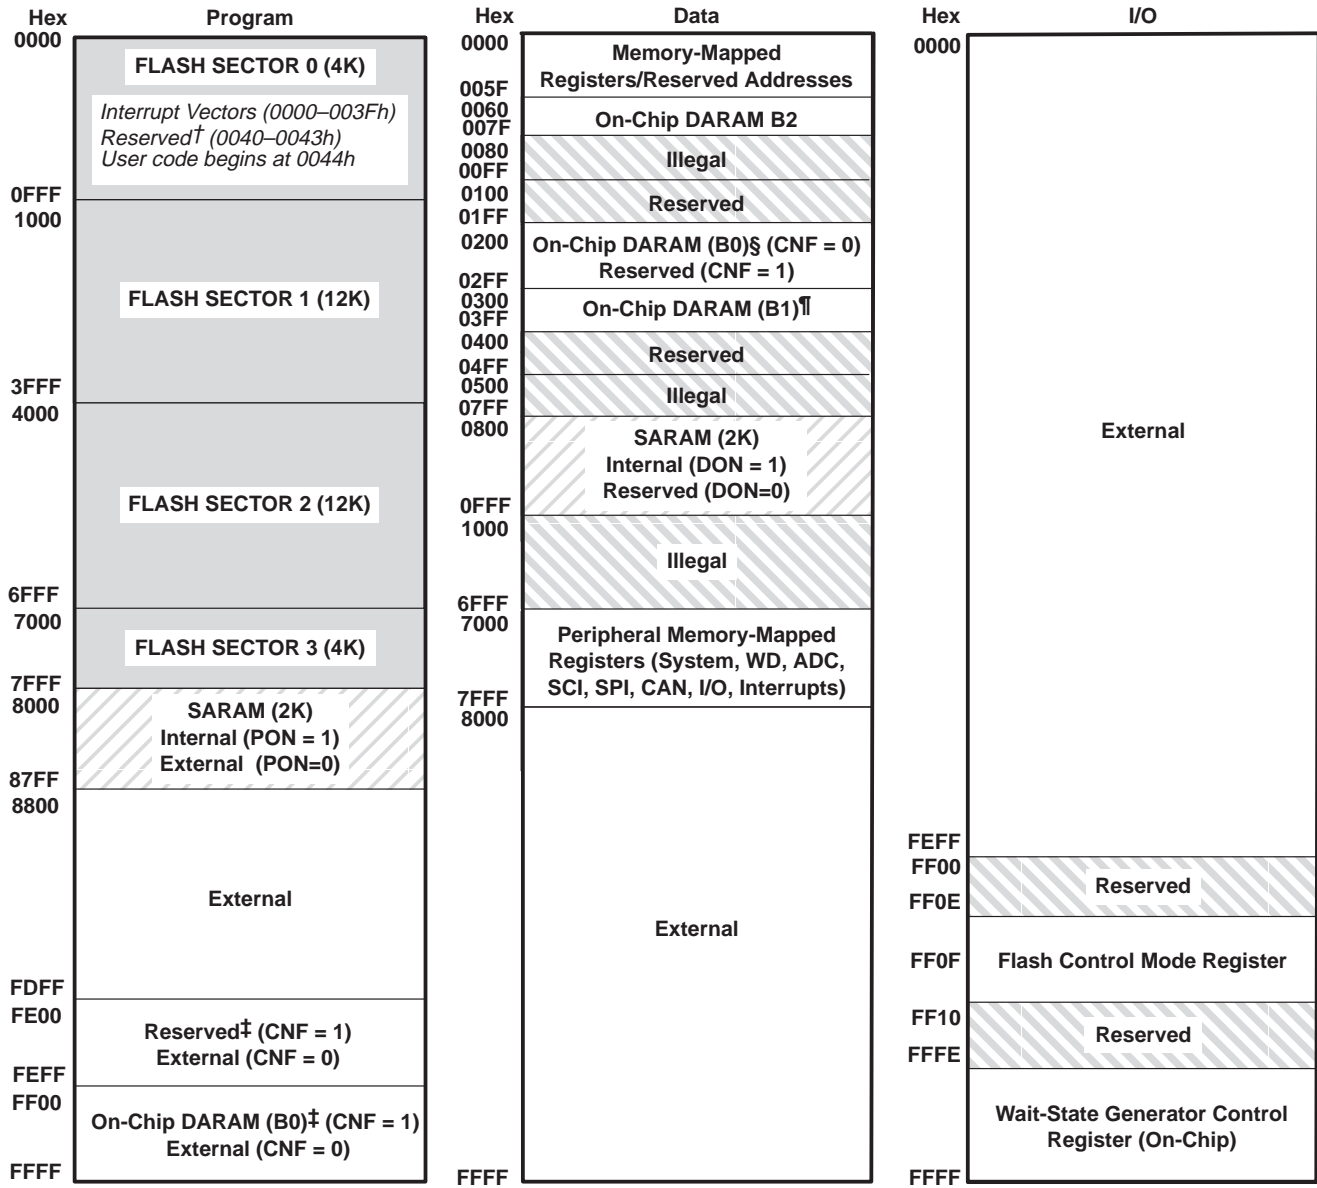 Hex Program
0000
FLASH SECTOR 0 (4K)
Interrupt Vectors (0000–003Fh)
Reserved† (0040–0043h)
User code begins at 0044h
0FFF
1000
FLASH SECTOR 1 (12K)
3FFF
4000
FLASH SECTOR 2 (12K)
6FFF
7000
FLASH SECTOR 3 (4K)
7FFF
8000
SARAM (2K)
Internal (PON = 1)
External (PON=0)
87FF
8800
External
FDFF
FE00
Reserved‡ (CNF = 1)
External (CNF = 0)
FEFF
FF00
On-Chip DARAM (B0)‡ (CNF = 1)
External (CNF = 0)
FFFF
Hex Data
0000
Memory-Mapped
Registers/Reserved Addresses
005F
0060
On-Chip DARAM B2
007F
0080
Illegal
00FF
0100
Reserved
01FF
0200
On-Chip DARAM (B0)§ (CNF = 0)
Reserved (CNF = 1)
02FF
0300
On-Chip DARAM (B1)¶
03FF
0400
Reserved
04FF
0500
Illegal
07FF
0800
SARAM (2K)
Internal (DON = 1)
Reserved (DON=0)
0FFF
1000
Illegal
6FFF
7000
Peripheral Memory-Mapped
Registers (System, WD, ADC,
SCI, SPI, CAN, I/O, Interrupts)
7FFF
8000
External
FFFF
Hex I/O
0000
External
FEFF
FF00
Reserved
FF0E
FF0F Flash Control Mode Register
FF10
Reserved
FFFE
Wait-State Generator Control
Register (On-Chip)
FFFF